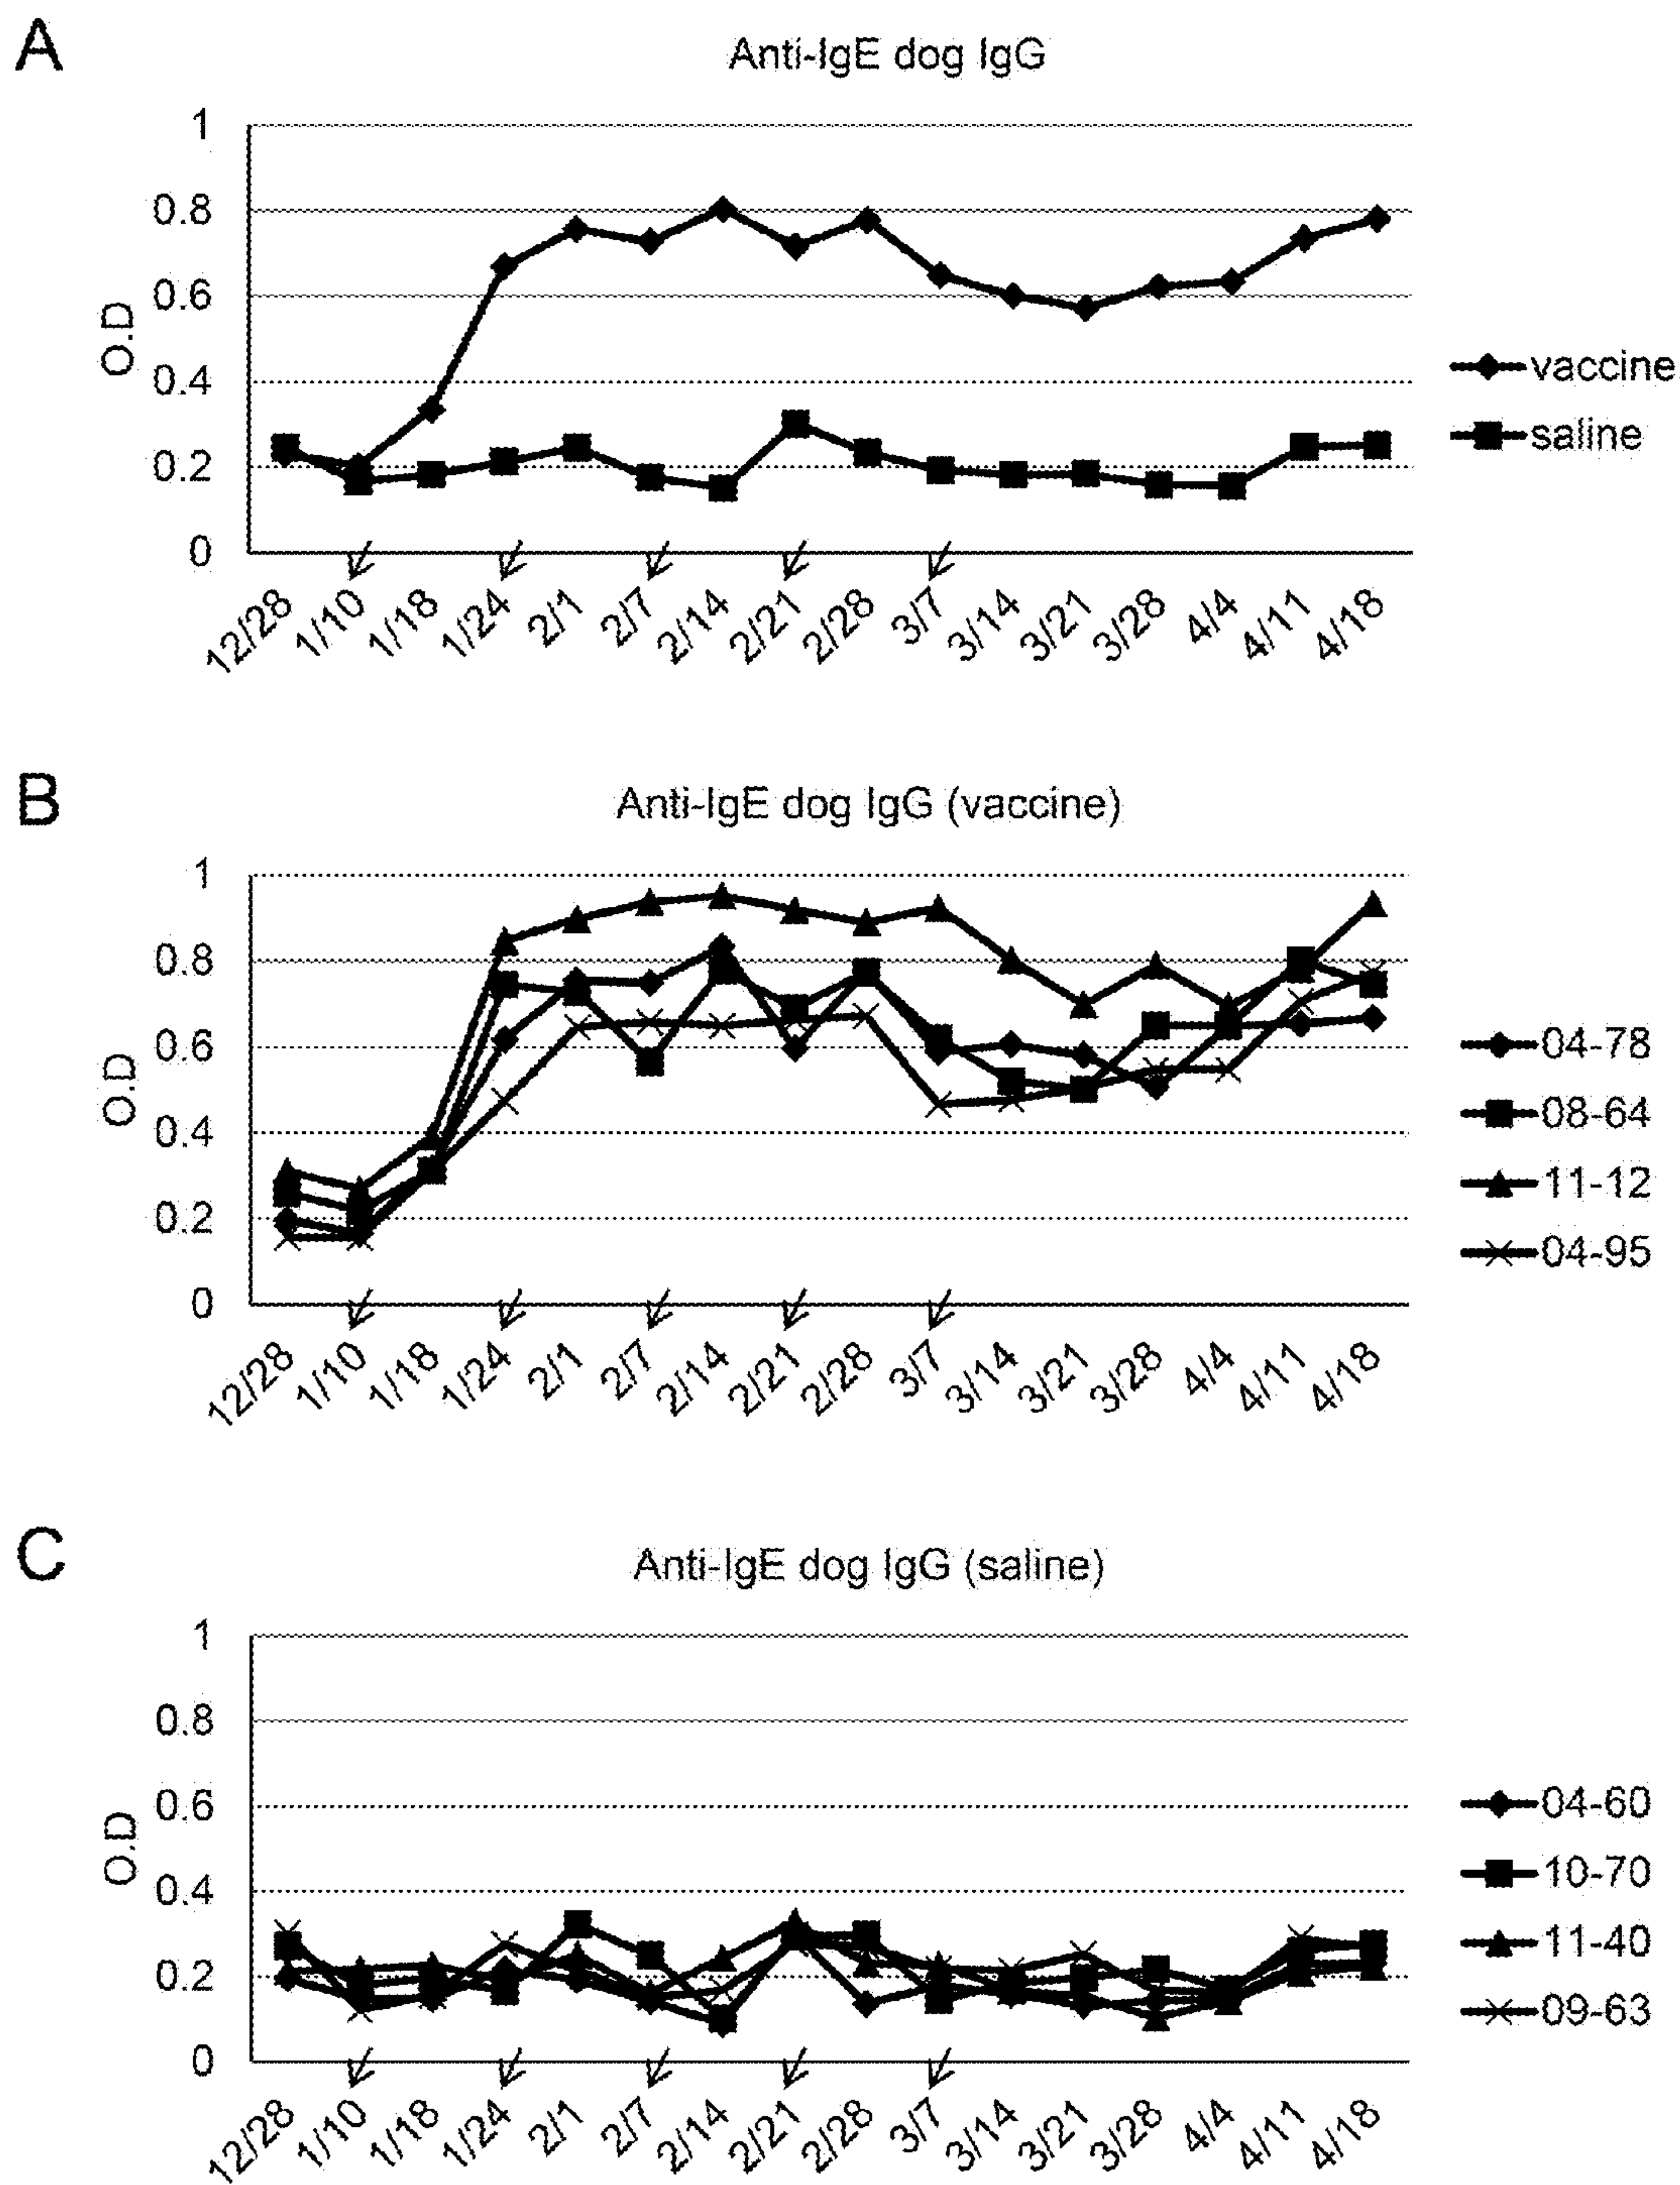 A
Anti-IgE dog IgG
1
0.8
0.6
0.4
0.2
0
O.D
12/28 1/10 1/18 1/24 2/1 2/7 2/14 2/21 2/28 3/7 3/14 3/21 3/28 4/4 4/11 4/18
vaccine
saline
B
Anti-IgE dog IgG (vaccine)
1
0.8
0.6
0.4
0.2
0
O.D
12/28 1/10 1/18 1/24 2/1 2/7 2/14 2/21 2/28 3/7 3/14 3/21 3/28 4/4 4/11 4/18
04-78
08-64
11-12
04-95
C
Anti-IgE dog IgG (saline)
1
0.8
0.6
0.4
0.2
0
O.D
12/28 1/10 1/18 1/24 2/1 2/7 2/14 2/21 2/28 3/7 3/14 3/21 3/28 4/4 4/11 4/18
04-60
10-70
11-40
09-63